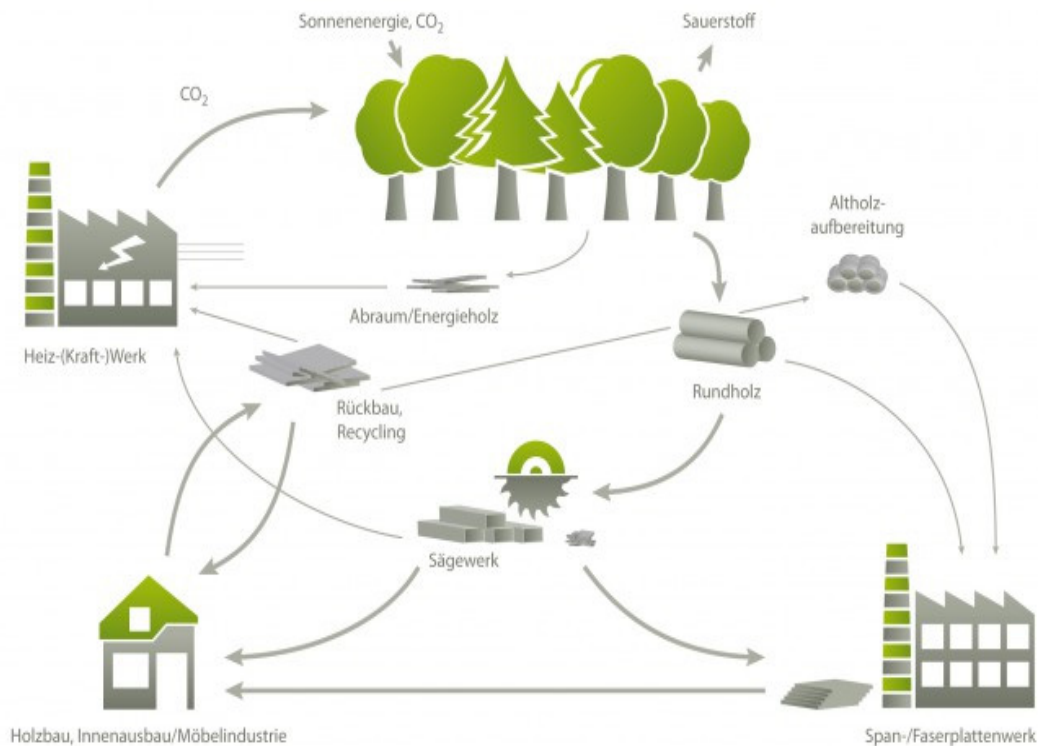 Sonnenenergie, CO₂
Sauerstoff
CO₂
Altholz-
aufbereitung
Abraum/Energieholz
Heiz-(Kraft-)Werk
Rundholz
Rückbau,
Recycling
Sägewerk
Holzbau, Innenausbau/Möbelindustrie
Span-/Faserplattenwerk